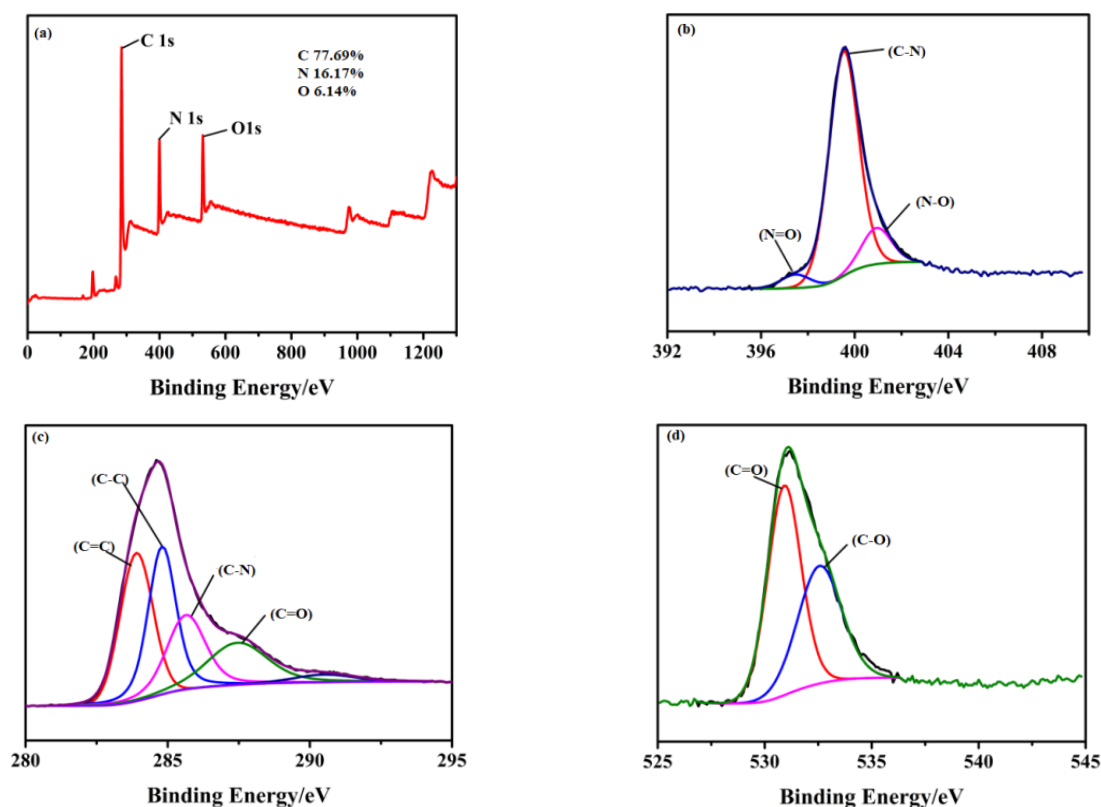 (a)
C 1s
N 1s
O1s
C 77.69%
N 16.17%
O 6.14%
0 200 400 600 800 1000 1200
Binding Energy/eV
(b)
(C-N)
(N-O)
(N=O)
392 396 400 404 408
Binding Energy/eV
(c)
(C-C)
(C=C)
(C-N)
(C=O)
280 285 290 295
Binding Energy/eV
(d)
(C=O)
(C-O)
525 530 535 540 545
Binding Energy/eV